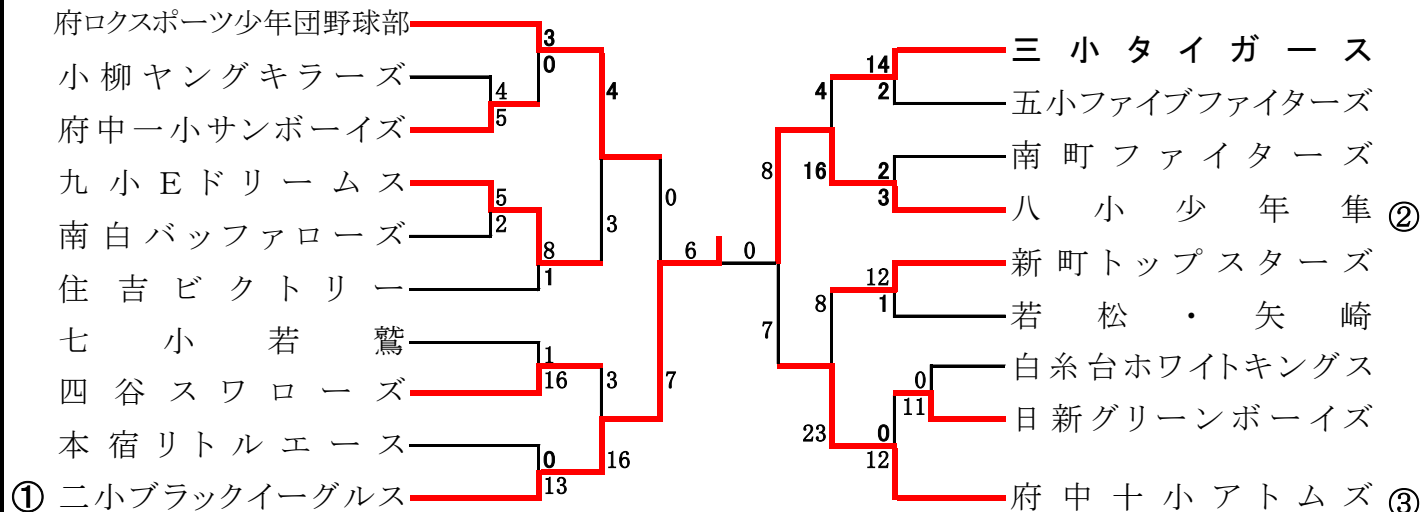 府ロクスポーツ少年団野球部
小柳ヤングキラーズ
府中一小サンボーイズ
九小Eドリームス
南白バッファローズ
住吉ビクトリー
七小若鷲
四谷スワローズ
本宿リトルエース
① 二小ブラックイーグルス
3
0
4
5
5
2
8
1
1
16
0
13
4
3
3
16
0
7
6
0
8
7
4
16
8
23
14
2
2
3
12
1
0
11
0
12
三小タイガース
五小ファイブファイターズ
南町ファイターズ
八小少年隼 ②
新町トップスターズ
若松・矢崎
白糸台ホワイトキングス
日新グリーンボーイズ
府中十小アトムズ ③